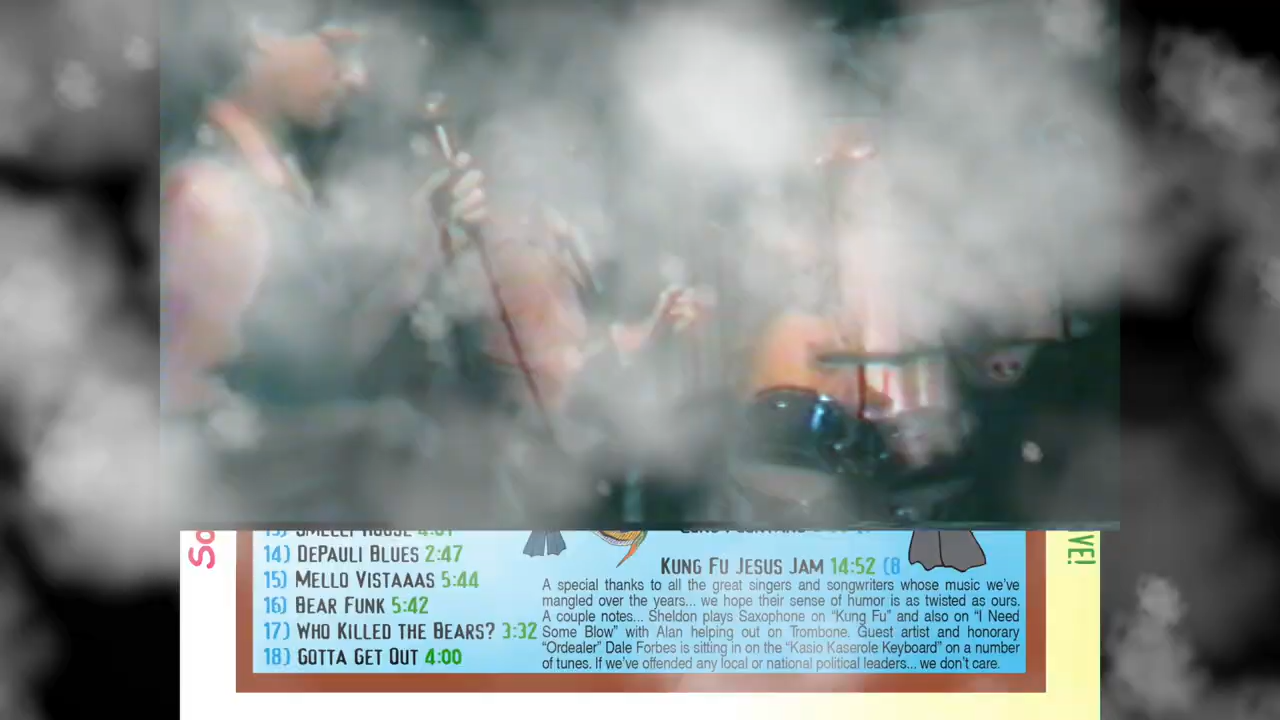 So
VE!
14) DEPAULI BLUES 2:47
15) MELLO VISTAAAS 5:44
16) BEAR FUNK 5:42
17) WHO KILLED THE BEARS? 3:32
18) GOTTA GET OUT 4:00
KUNG FU JESUS JAM 14:52 (B
A special thanks to all the great singers and songwriters whose music we've
mangled over the years... we hope their sense of humor is as twisted as ours.
A couple notes... Sheldon plays Saxophone on “Kung Fu” and also on “I Need
Some Blow” with Alan helping out on Trombone. Guest artist and honorary
“Ordealer” Dale Forbes is sitting in on the “Kasio Kaserole Keyboard” on a number
of tunes. If we've offended any local or national political leaders... we don't care.